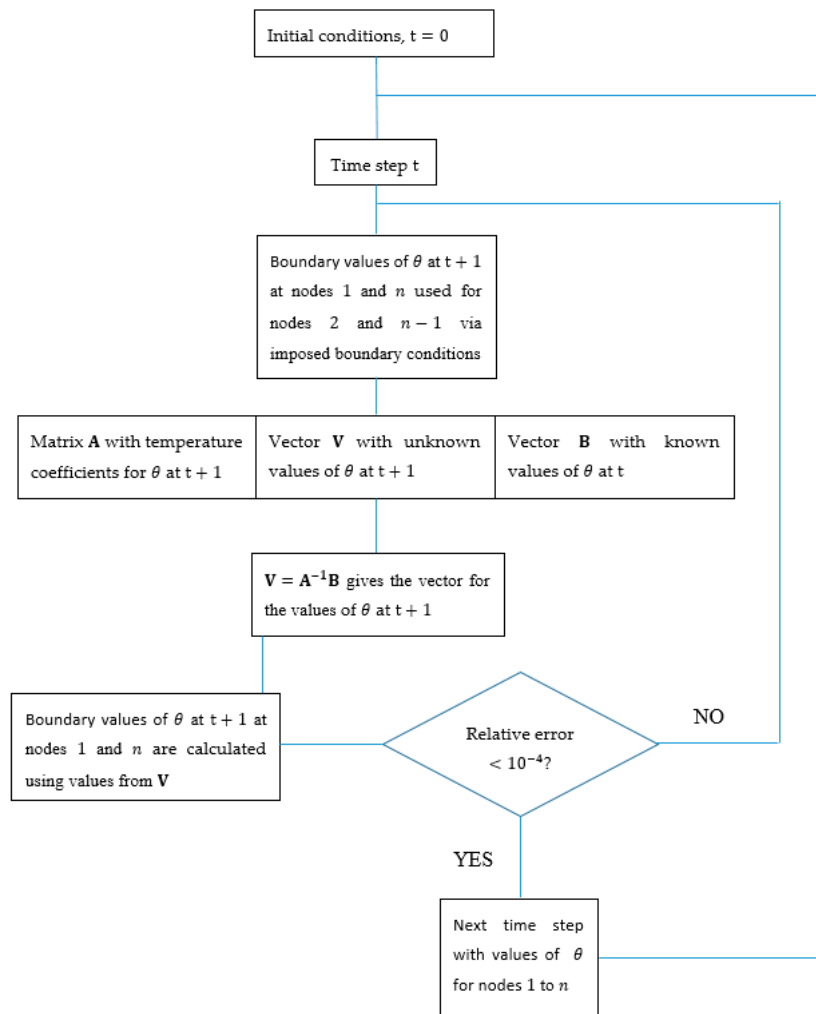 Initial conditions, t = 0
Time step t
Boundary values of θ at t + 1
at nodes 1 and n used for
nodes 2 and n − 1 via
imposed boundary conditions
Matrix A with temperature
coefficients for θ at t + 1
Vector V with unknown
values of θ at t + 1
Vector B with known
values of θ at t
V = A⁻¹B gives the vector for
the values of θ at t + 1
Boundary values of θ at t + 1 at
nodes 1 and n are calculated
using values from V
Relative error
< 10⁻⁴?
NO
YES
Next time step
with values of θ
for nodes 1 to n